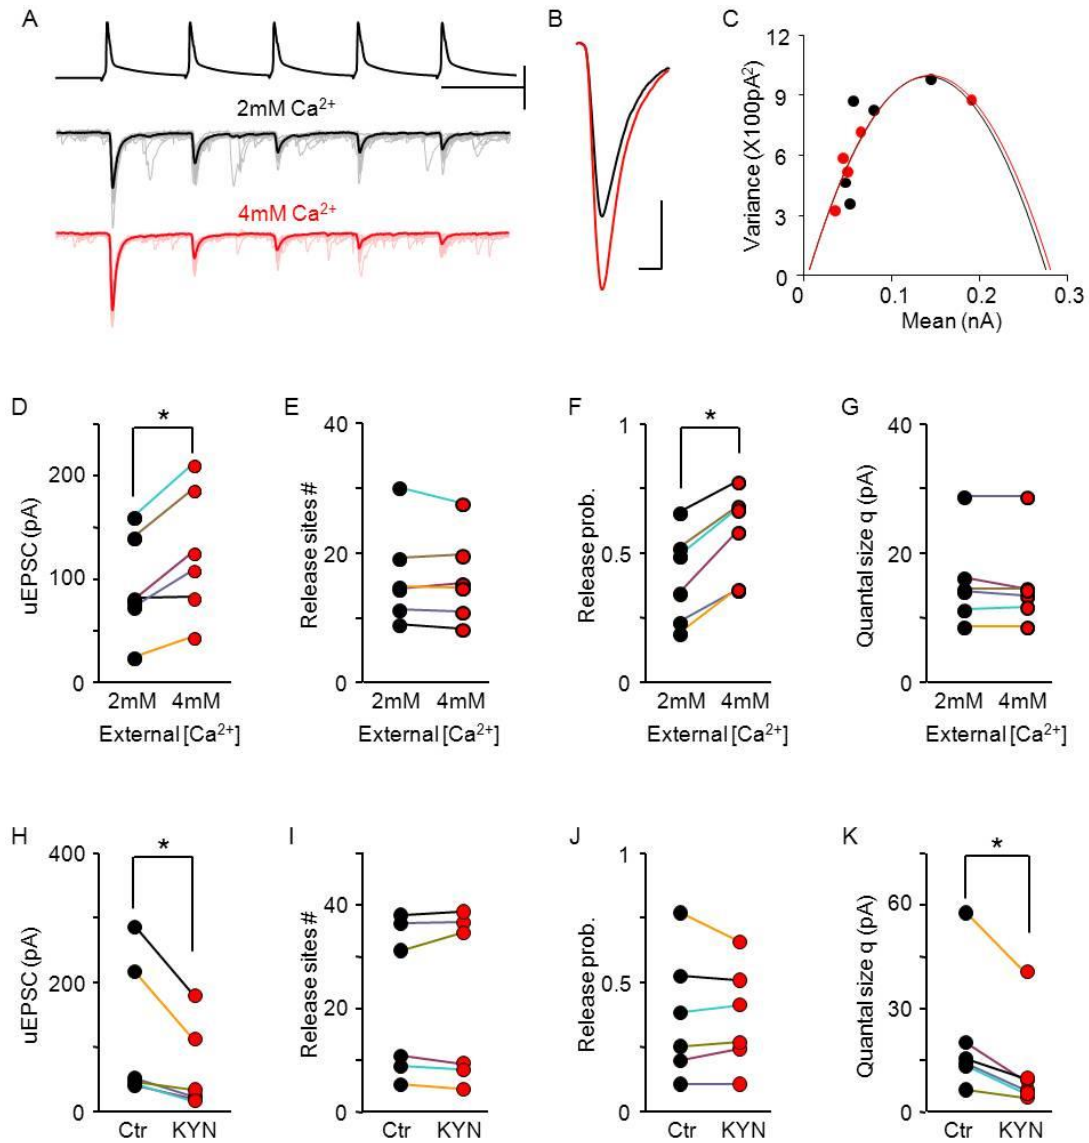 A
2mM Ca²⁺
4mM Ca²⁺
B
C
Variance (X100pA²)
12
9
6
3
0
0
0.1
0.2
0.3
Mean (nA)
D
*
uEPSC (pA)
200
100
0
2mM 4mM
External [Ca²⁺]
E
Release sites #
40
20
0
2mM 4mM
External [Ca²⁺]
F
*
Release prob.
1
0.5
0
2mM 4mM
External [Ca²⁺]
G
Quantal size q (pA)
40
20
0
2mM 4mM
External [Ca²⁺]
H
*
uEPSC (pA)
400
200
0
Ctr KYN
I
Release sites #
40
20
0
Ctr KYN
J
Release prob.
1
0.5
0
Ctr KYN
K
*
Quantal size q (pA)
60
30
0
Ctr KYN